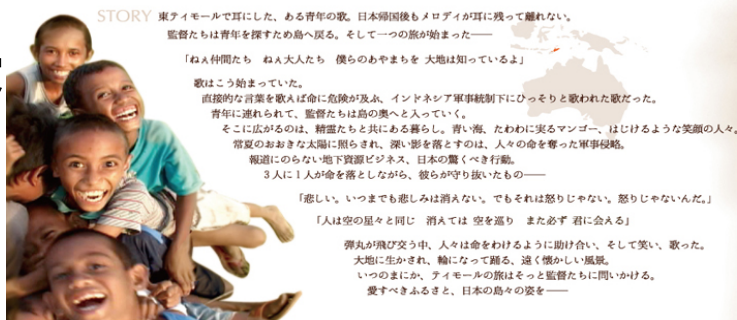 STORY 東ティモールで耳にした、ある青年の歌。日本帰国後もメロディが耳に残って離れない。
監督たちは青年を探すため島へ戻る。そして一つの旅が始まった――
「ねぇ仲間たち　ねぇ大人たち　僕らのあやまちを 大地は知っているよ」
歌はこう始まっていた。
直接的な言葉を歌えば命に危険が及ぶ、インドネシア軍事統制下にひっそりと歌われた歌だった。
青年に連れられて、監督たちは島の奥へと入っていく。
そこに広がるのは、精霊たちと共にある暮らし。青い海、たわわに実るマンゴー、はじけるような笑顔の人々。
常夏のおおきな太陽に照らされ、深い影を落とすのは、人々の命を奪った軍事侵略。
報道にのらない地下資源ビジネス、日本の驚くべき行動。
３人に１人が命を落としながら、彼らが守り抜いたもの――
「悲しい。いつまでも悲しみは消えない。でもそれは怒りじゃない。怒りじゃないんだ。」
「人は空の星々と同じ　消えては 空を巡り　また必ず 君に会える」
弾丸が飛び交う中、人々は命をわけるように助け合い、そして笑い、歌った。
大地に生かされ、輪になって踊る、遠く懐かしい風景。
いつのまにか、ティモールの旅はそっと監督たちに問いかける。
愛すべきふるさと、日本の島々の姿を――